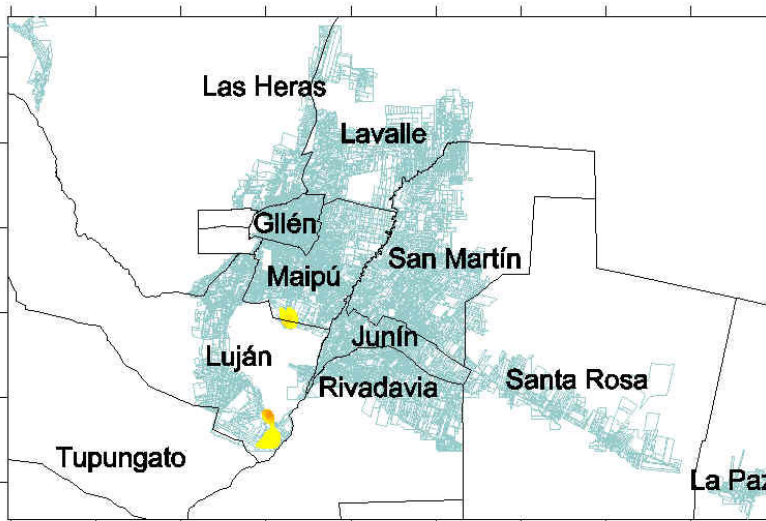 Las Heras
Lavalle
Gllén
San Martín
Maipú
Junín
Luján
Rivadavia
Santa Rosa
Tupungato
La Paz